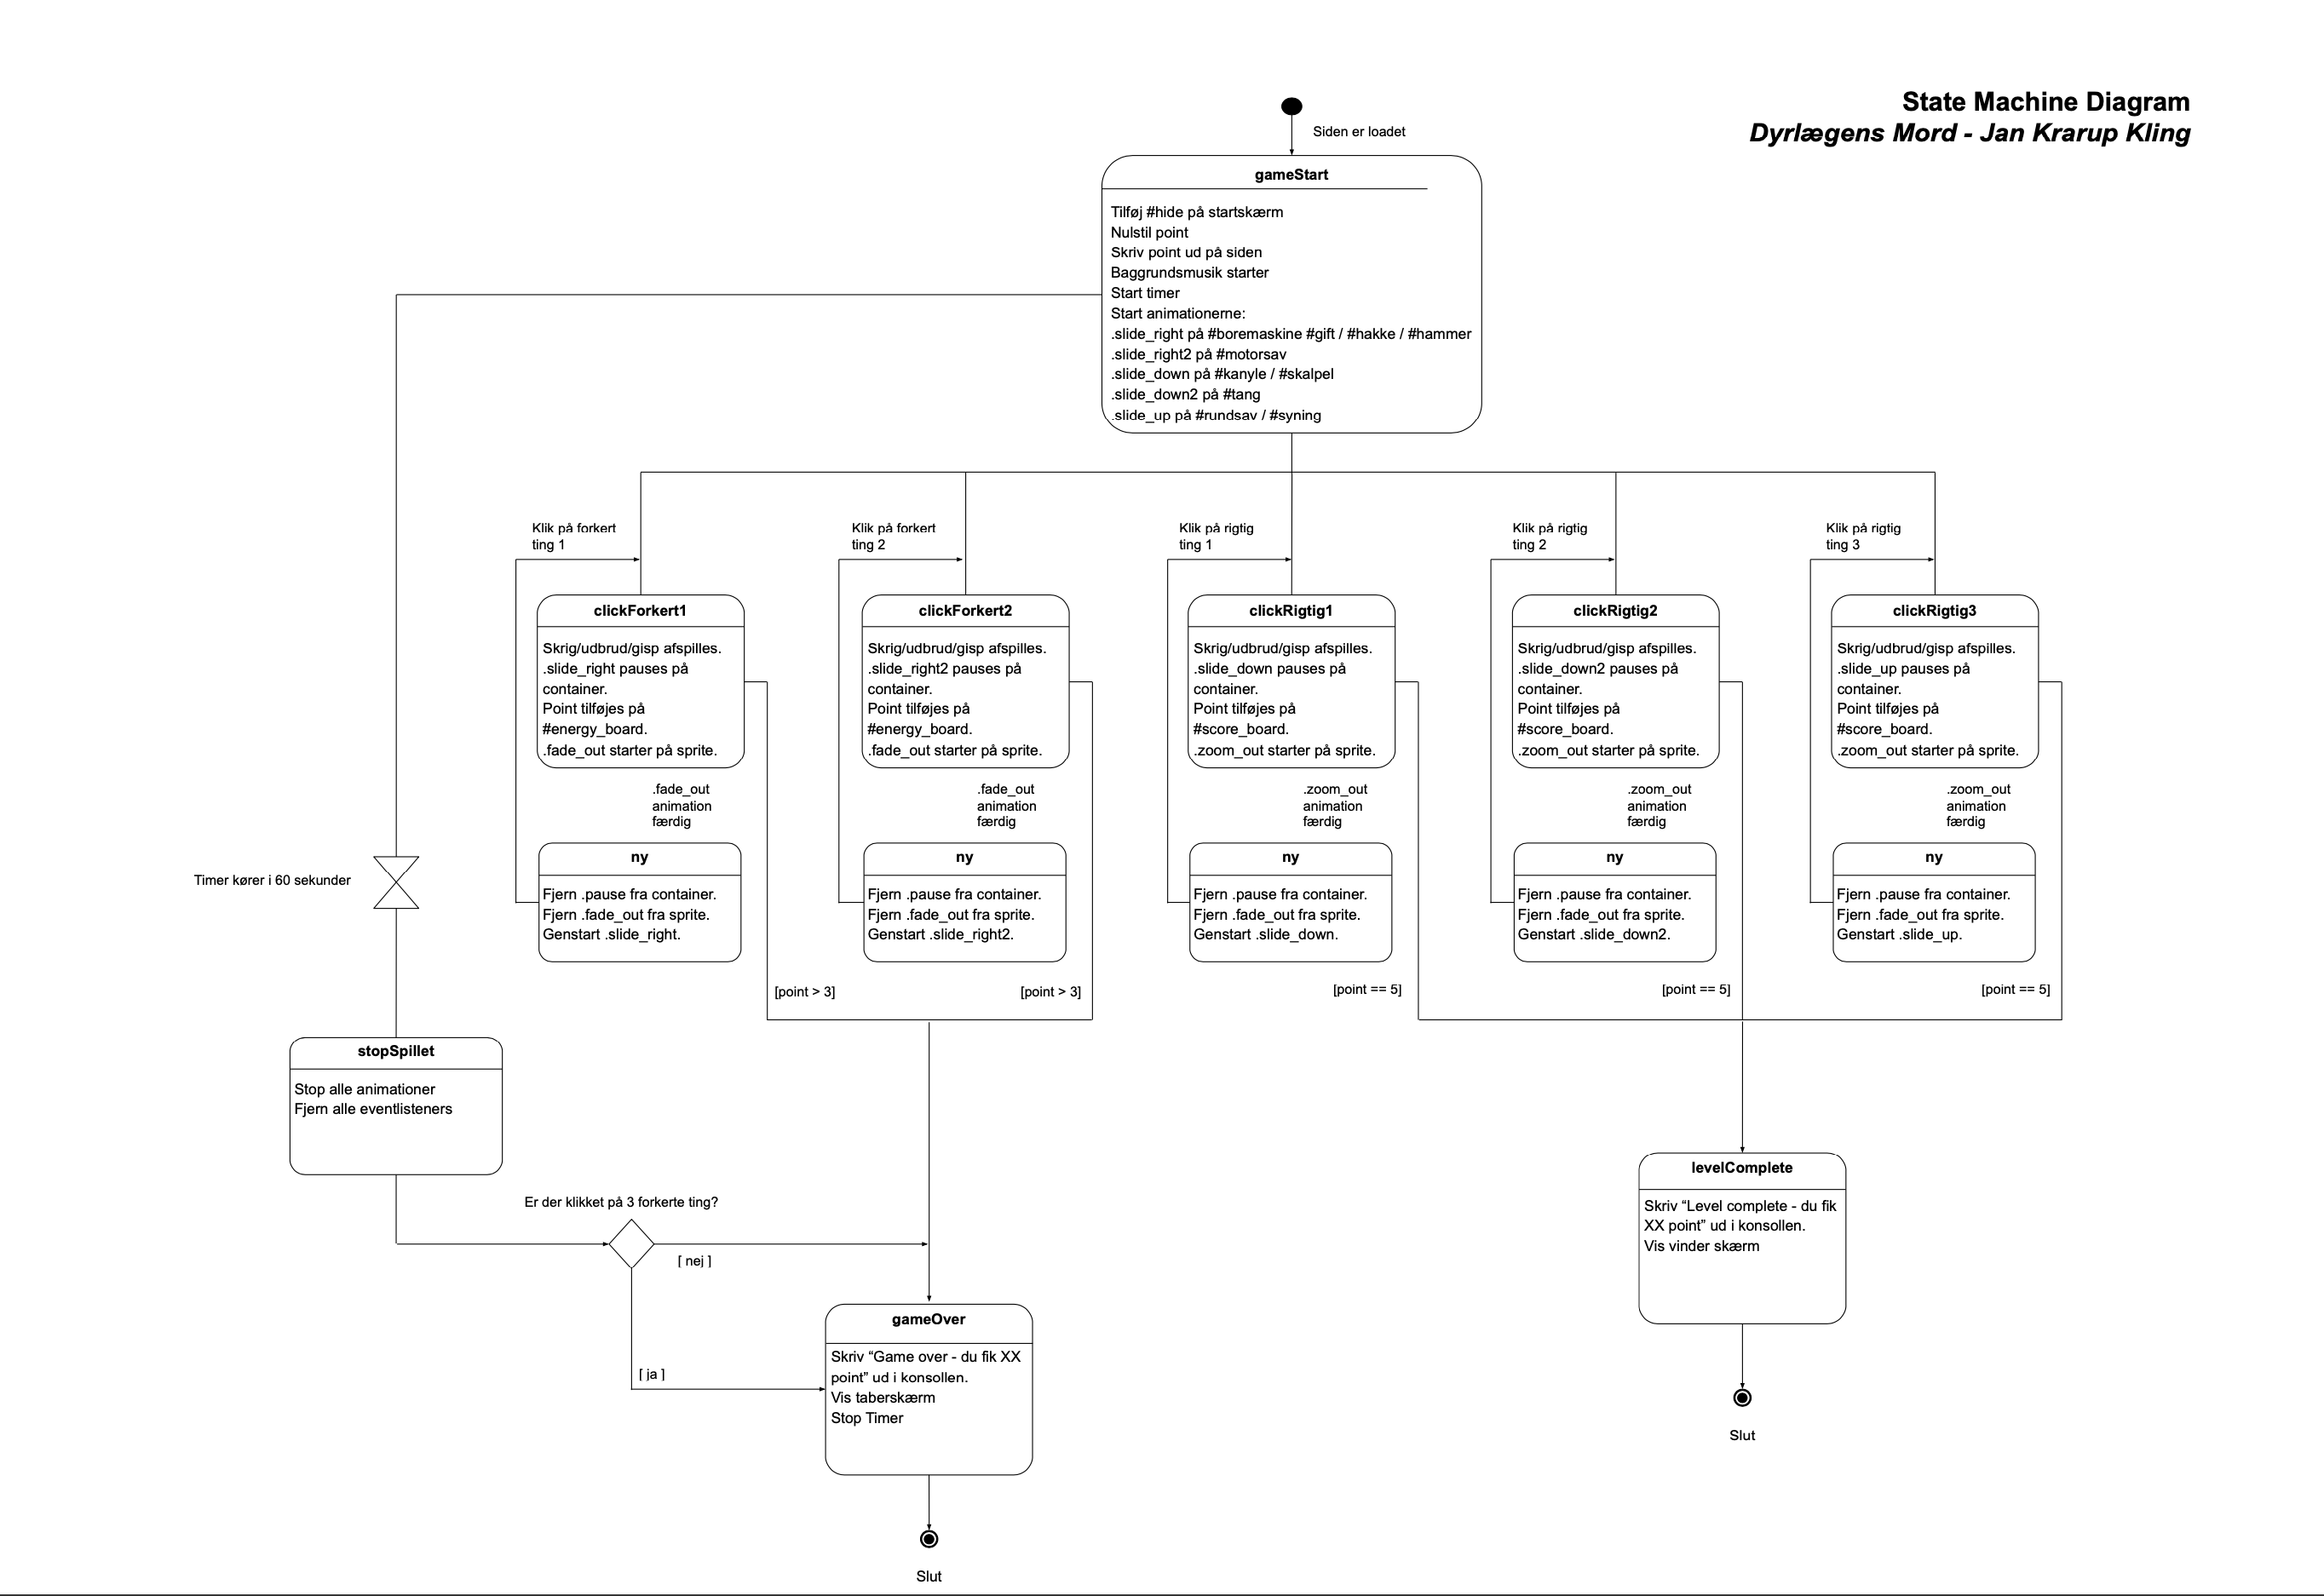 State Machine Diagram
Dyrlægens Mord - Jan Krarup Kling
Siden er loadet
gameStart
Tilføj #hide på startskærm
Nulstil point
Skriv point ud på siden
Baggrundsmusik starter
Start timer
Start animationerne:
.slide_right på #boremaskine #gift / #hakke / #hammer
.slide_right2 på #motorsav
.slide_down på #kanyle / #skalpel
.slide_down2 på #tang
.slide_up på #rundsav / #syning
Klik på forkert
ting 1
Klik på forkert
ting 2
Klik på rigtig
ting 1
Klik på rigtig
ting 2
Klik på rigtig
ting 3
clickForkert1
Skrig/udbrud/gisp afspilles.
.slide_right pauses på
container.
Point tilføjes på
#energy_board.
.fade_out starter på sprite.
clickForkert2
Skrig/udbrud/gisp afspilles.
.slide_right2 pauses på
container.
Point tilføjes på
#energy_board.
.fade_out starter på sprite.
clickRigtig1
Skrig/udbrud/gisp afspilles.
.slide_down pauses på
container.
Point tilføjes på
#score_board.
.zoom_out starter på sprite.
clickRigtig2
Skrig/udbrud/gisp afspilles.
.slide_down2 pauses på
container.
Point tilføjes på
#score_board.
.zoom_out starter på sprite.
clickRigtig3
Skrig/udbrud/gisp afspilles.
.slide_up pauses på
container.
Point tilføjes på
#score_board.
.zoom_out starter på sprite.
.fade_out
animation
færdig
.fade_out
animation
færdig
.zoom_out
animation
færdig
.zoom_out
animation
færdig
.zoom_out
animation
færdig
Timer kører i 60 sekunder
ny
Fjern .pause fra container.
Fjern .fade_out fra sprite.
Genstart .slide_right.
ny
Fjern .pause fra container.
Fjern .fade_out fra sprite.
Genstart .slide_right2.
ny
Fjern .pause fra container.
Fjern .fade_out fra sprite.
Genstart .slide_down.
ny
Fjern .pause fra container.
Fjern .fade_out fra sprite.
Genstart .slide_down2.
ny
Fjern .pause fra container.
Fjern .fade_out fra sprite.
Genstart .slide_up.
[point > 3]
[point > 3]
[point == 5]
[point == 5]
[point == 5]
stopSpillet
Stop alle animationer
Fjern alle eventlisteners
Er der klikket på 3 forkerte ting?
[ nej ]
[ ja ]
levelComplete
Skriv “Level complete - du fik
XX point” ud i konsollen.
Vis vinder skærm
gameOver
Skriv “Game over - du fik XX
point” ud i konsollen.
Vis taberskærm
Stop Timer
Slut
Slut